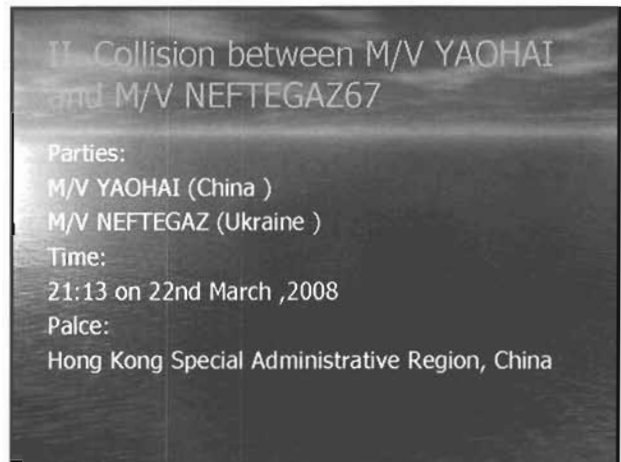 II. Collision between M/V YAOHAI
and M/V NEFTEGAZ67
Parties:
M/V YAOHAI (China )
M/V NEFTEGAZ (Ukraine )
Time:
21:13 on 22nd March ,2008
Palce:
Hong Kong Special Administrative Region, China